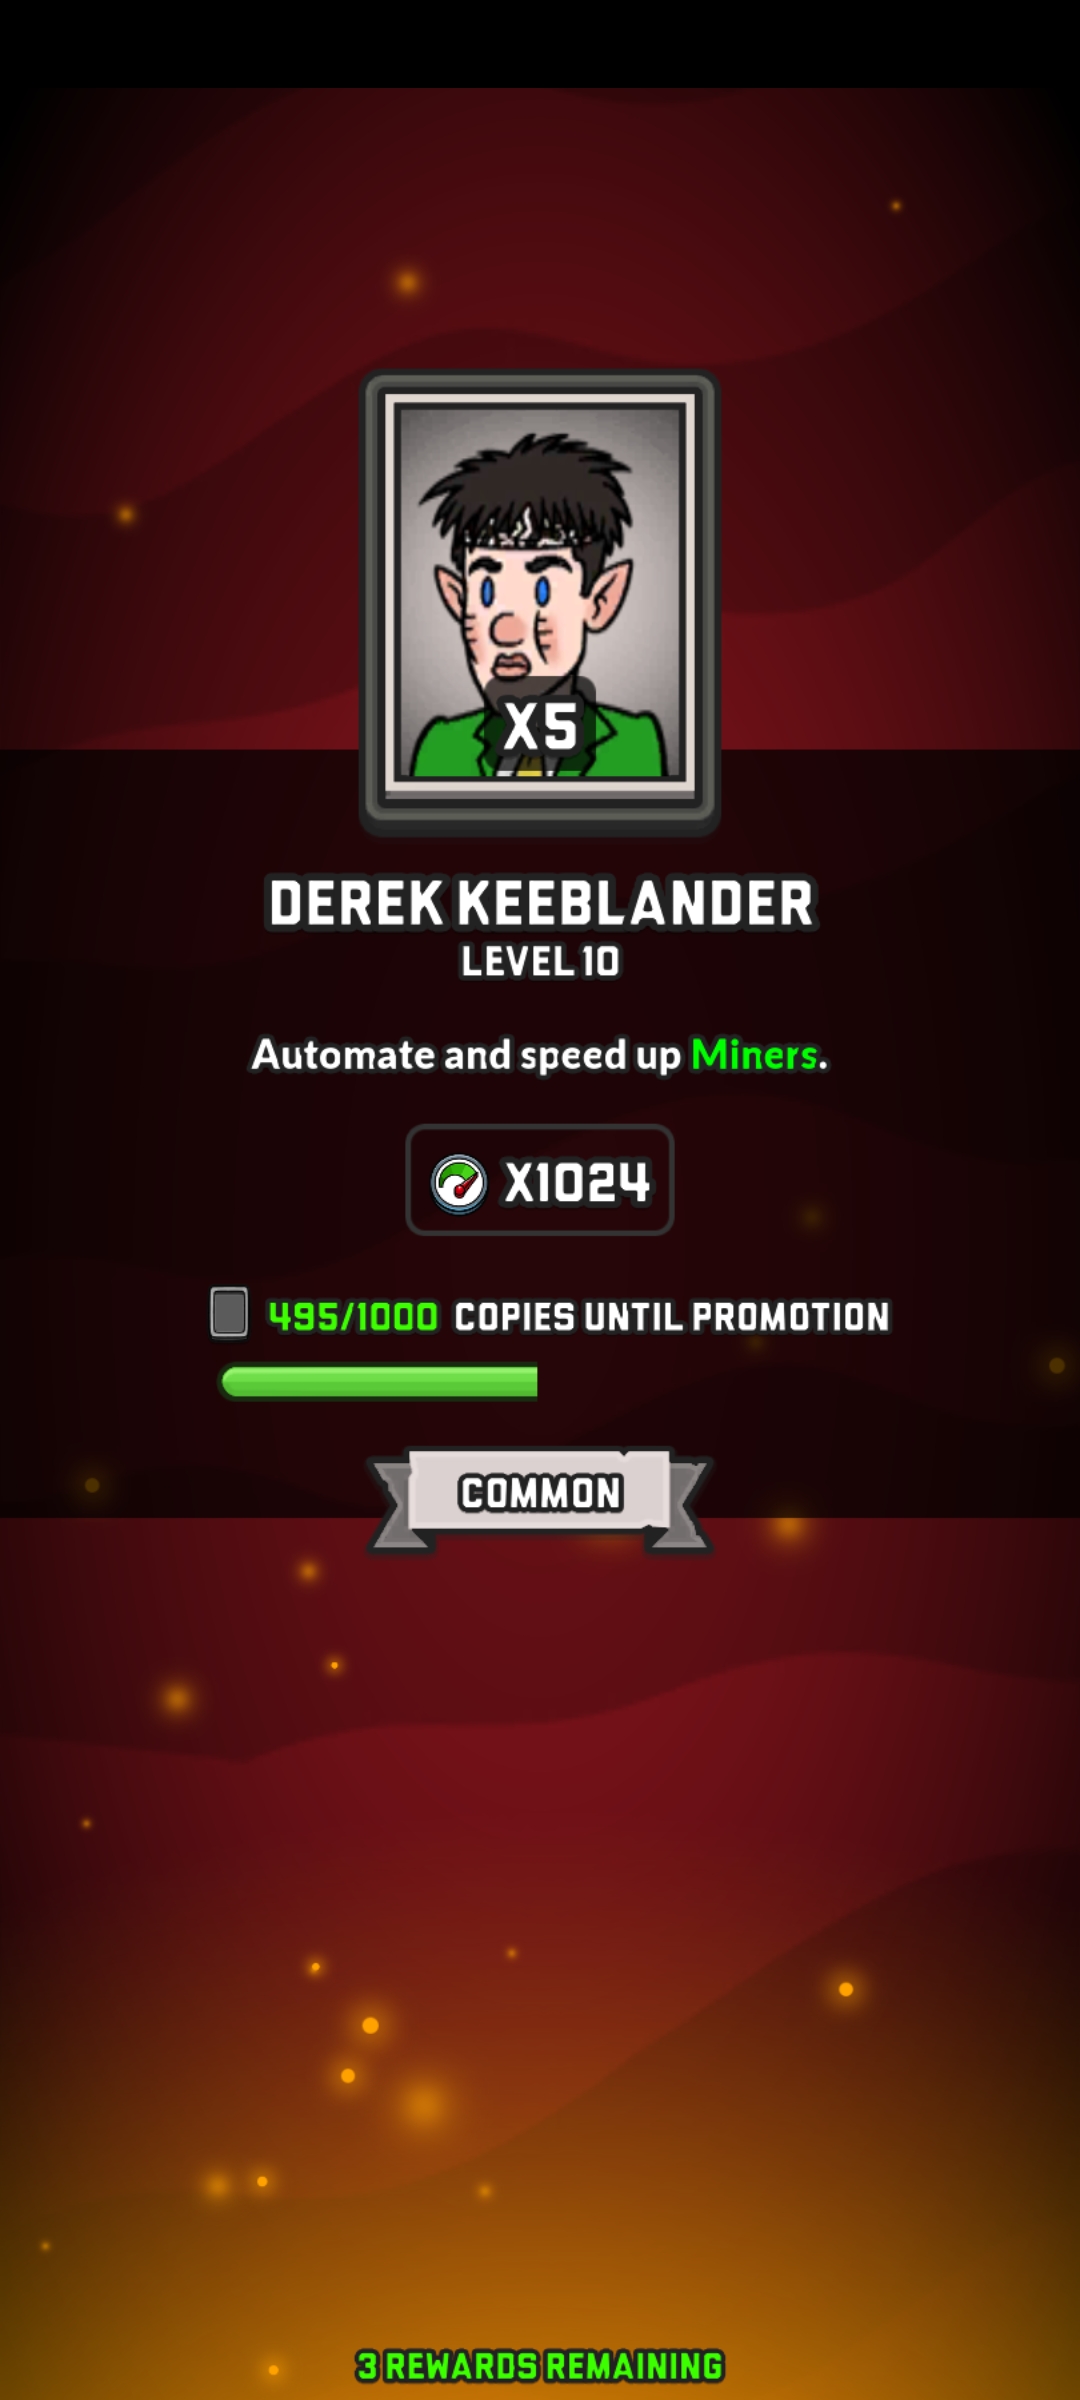 X5
DEREK KEEBLANDER
LEVEL 10
Automate and speed up Miners.
X1024
495/1000 COPIES UNTIL PROMOTION
COMMON
3 REWARDS REMAINING